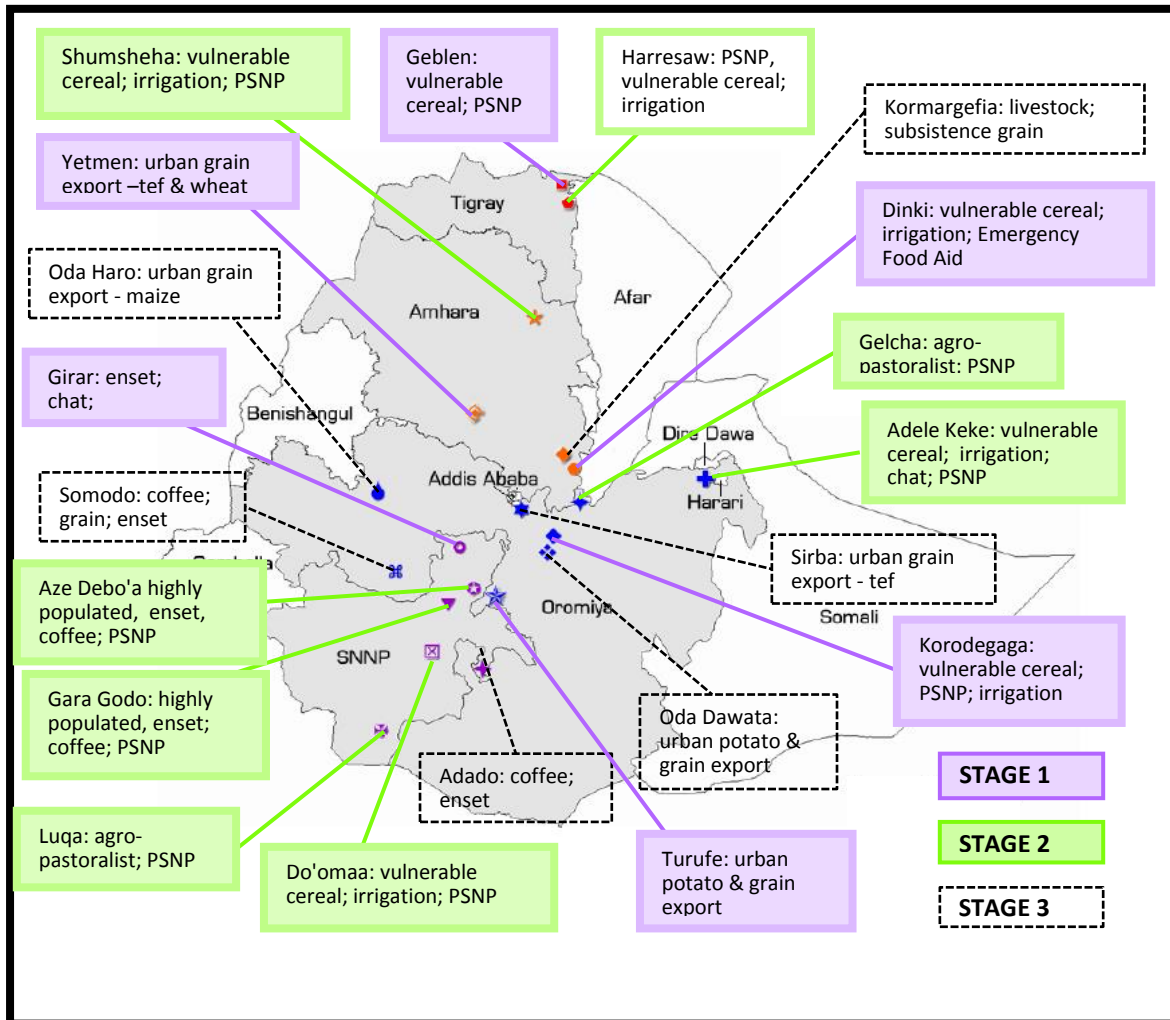 Shumsheha: vulnerable
cereal; irrigation; PSNP
Geblen:
vulnerable
cereal; PSNP
Harresaw: PSNP,
vulnerable cereal;
irrigation
Kormargefia: livestock;
subsistence grain
Yetmen: urban grain
export –tef & wheat
Tigray
Dinki: vulnerable cereal;
irrigation; Emergency
Food Aid
Oda Haro: urban grain
export - maize
Afar
Amhara
Gelcha: agro-
pastoralist: PSNP
Girar: enset;
chat;
Benishangul
Dire Dawa
Adele Keke: vulnerable
cereal; irrigation;
chat; PSNP
Addis Ababa
Harari
Somodo: coffee;
grain; enset
Sirba: urban grain
export - tef
Aze Debo'a highly
populated, enset,
coffee; PSNP
Oromiya
Somali
SNNP
Korodegaga:
vulnerable cereal;
PSNP; irrigation
Gara Godo: highly
populated, enset;
coffee; PSNP
Oda Dawata:
urban potato &
grain export
Adado: coffee;
enset
STAGE 1
Luqa: agro-
pastoralist; PSNP
Do'omaa: vulnerable
cereal; irrigation; PSNP
Turufe: urban
potato & grain
export
STAGE 2
STAGE 3